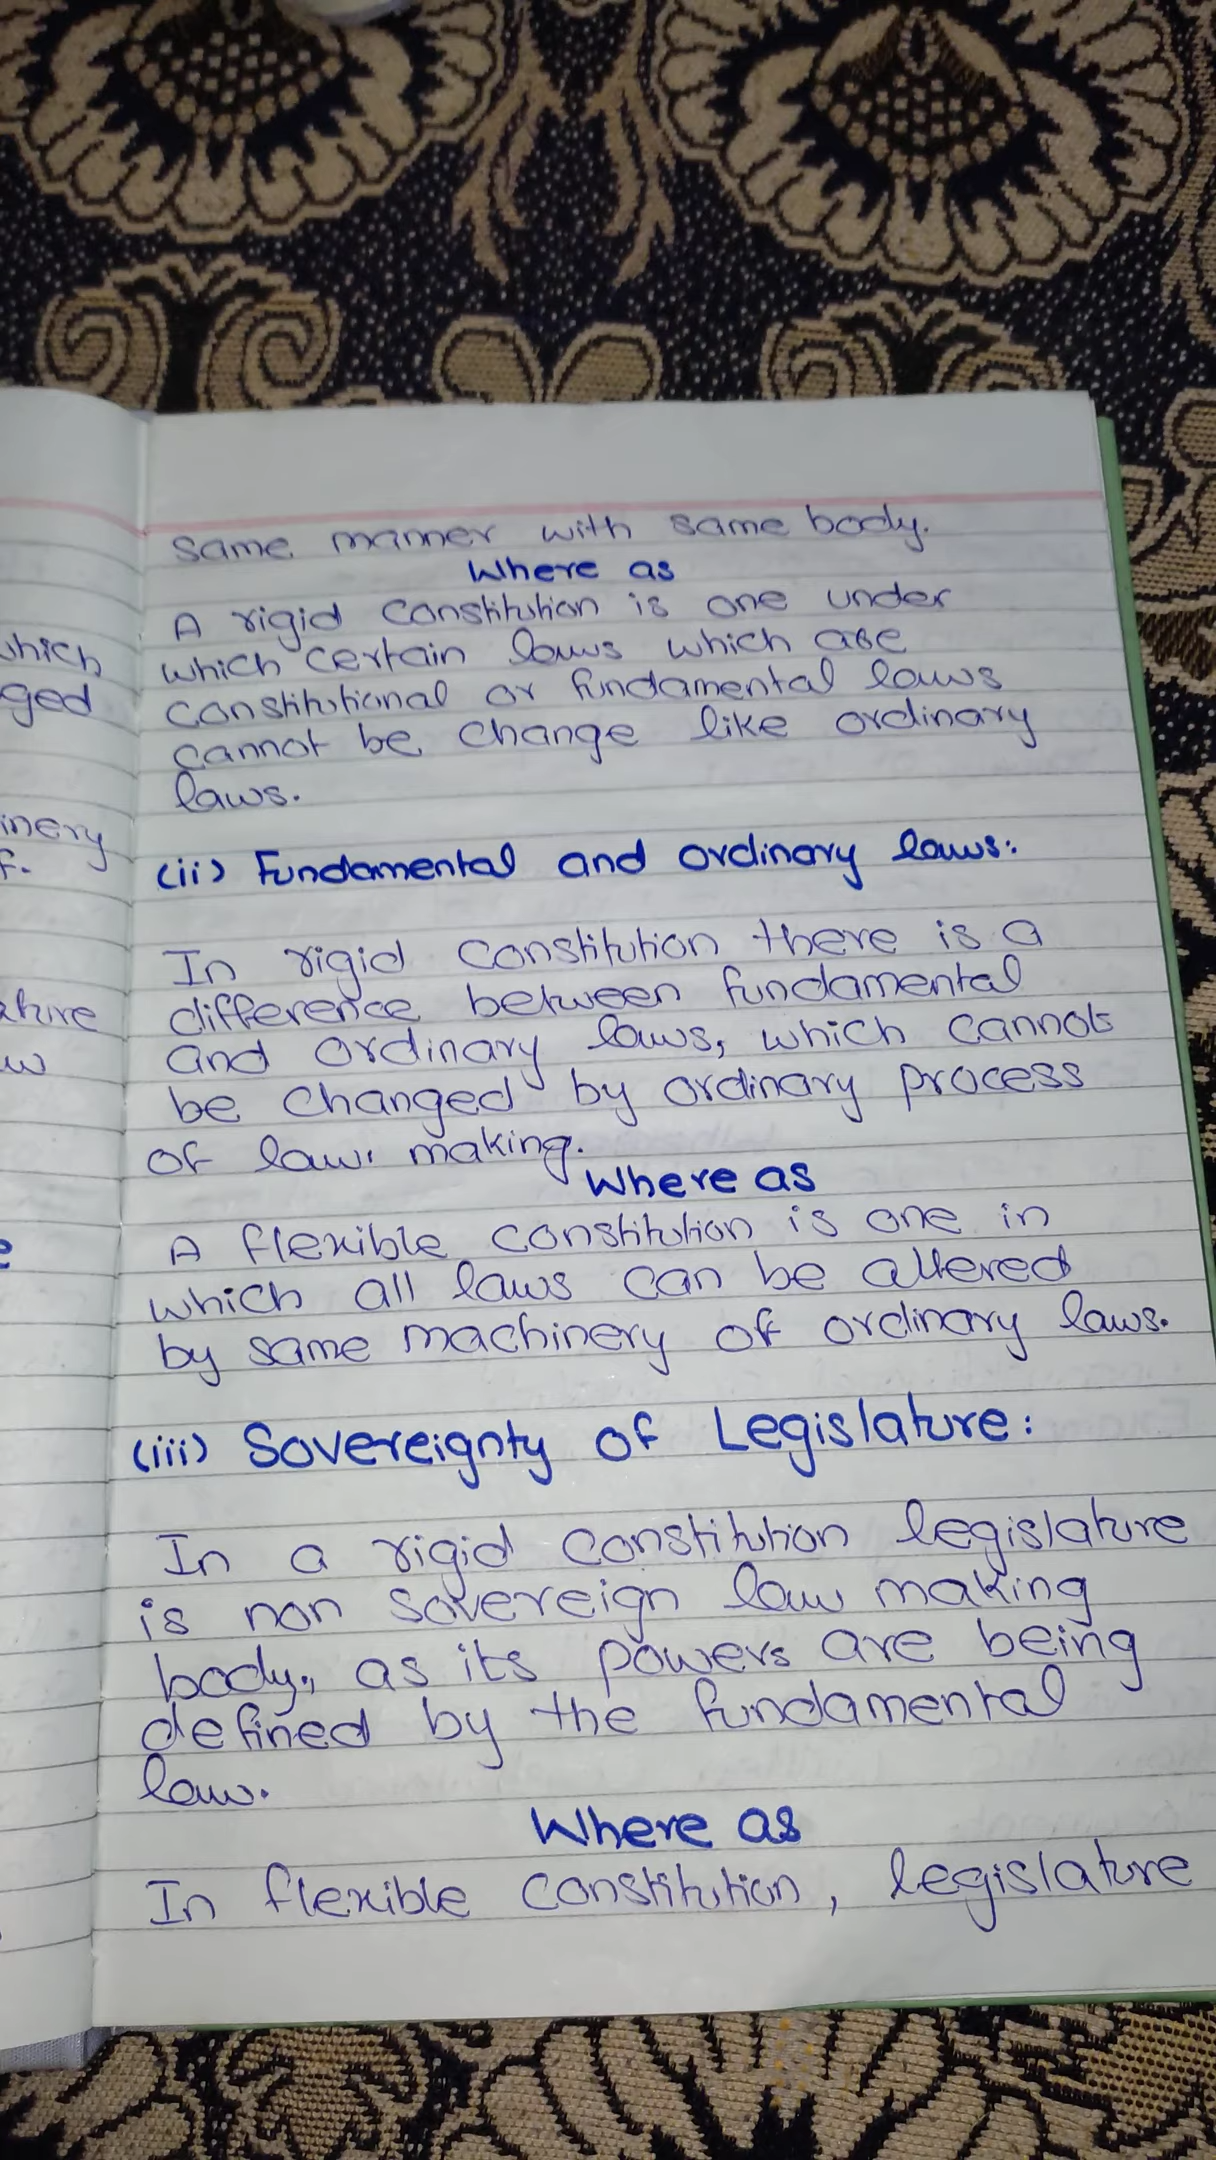 same manner with same body.
Where as
A rigid constitution is one under
which certain laws which are
constitutional or fundamental laws
cannot be change like ordinary
laws.
(ii) Fundamental and ordinary laws:
In rigid constitution there is a
difference between fundamental
and ordinary laws, which cannot
be changed by ordinary process
of law making.
Where as
A flexible constitution is one in
which all laws can be altered
by same machinery of ordinary laws.
(iii) Sovereignty of Legislature:
In a rigid constitution legislature
is non sovereign law making
body, as its powers are being
defined by the fundamental
law.
Where as
In flexible constitution, legislature